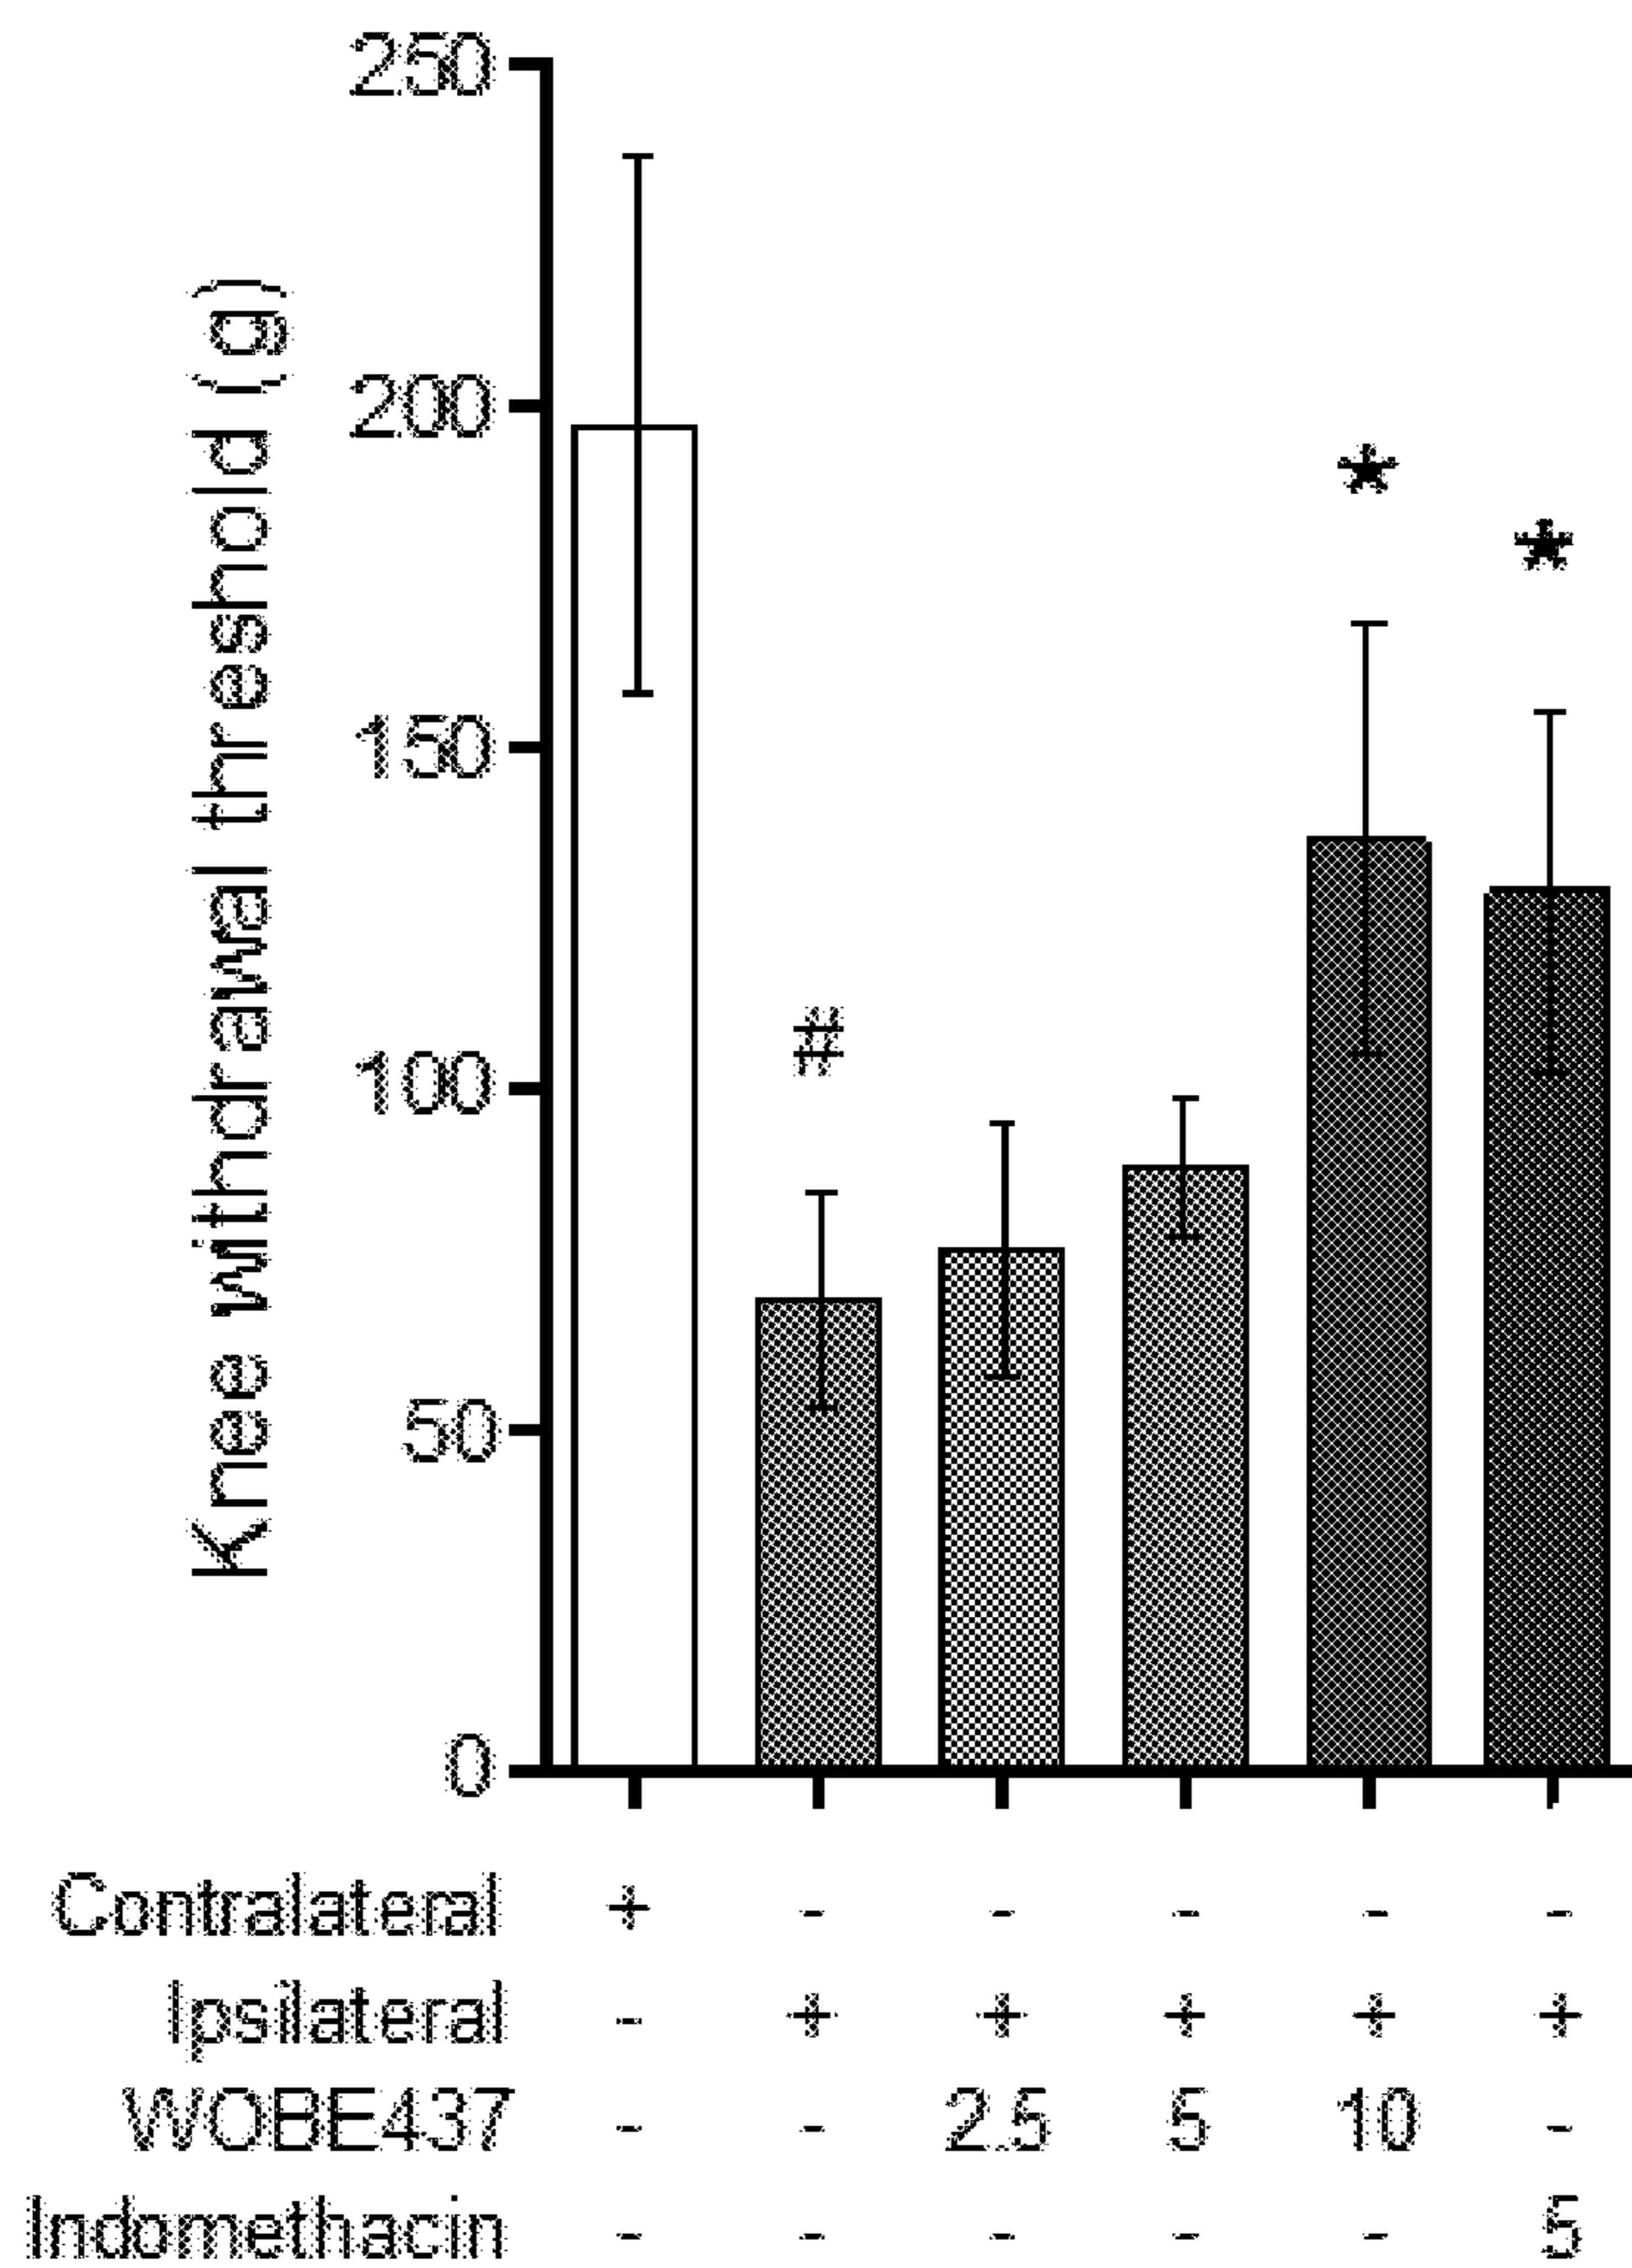 Knee withdrawal threshold (g)
250
200
150
100
50
0
*
*
#
Contralateral + - - - - -
Ipsilateral - + + + + +
WOBE437 - - 2.5 5 10 -
Indomethacin - - - - - 5